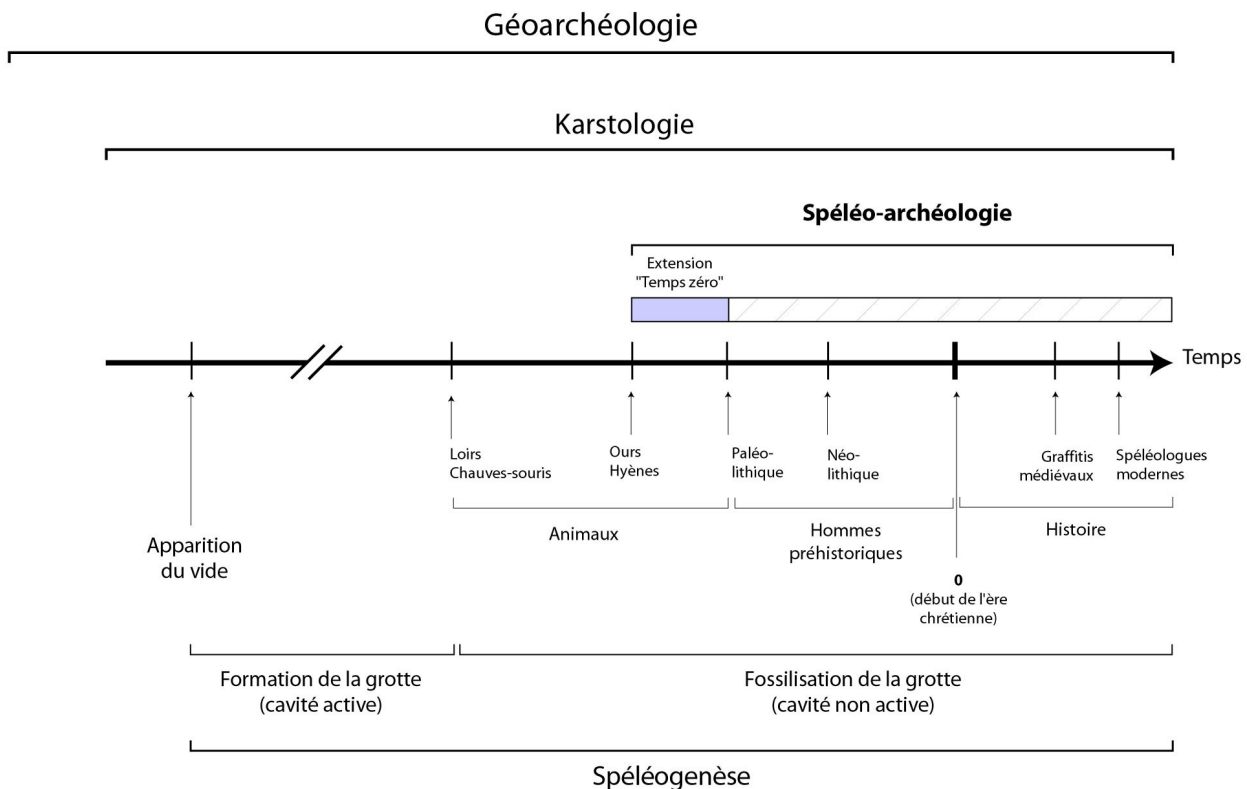 Géoarchéologie
Karstologie
Spéléo-archéologie
Extension
"Temps zéro"
Temps
Loirs
Chauves-souris
Ours
Hyènes
Paléo-
lithique
Néo-
lithique
Graffitis
médiévaux
Spéléologues
modernes
Animaux
Hommes
préhistoriques
Histoire
Apparition
du vide
0
(début de l'ère
chrétienne)
Formation de la grotte
(cavité active)
Fossilisation de la grotte
(cavité non active)
Spéléogenèse